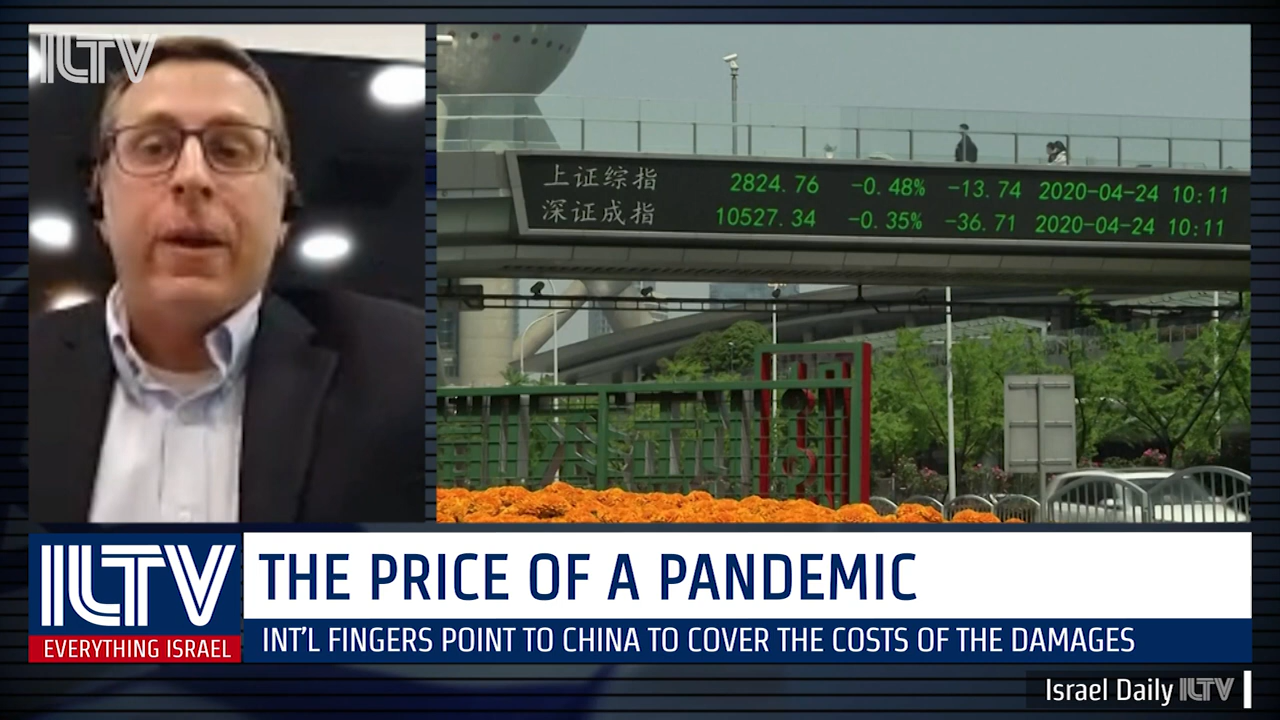 ILTV
上证综指 2824.76 -0.48% -13.74 2020-04-24 10:11
深证成指 10527.34 -0.35% -36.71 2020-04-24 10:11
ILTV
EVERYTHING ISRAEL
THE PRICE OF A PANDEMIC
INT'L FINGERS POINT TO CHINA TO COVER THE COSTS OF THE DAMAGES
Israel Daily ILTV